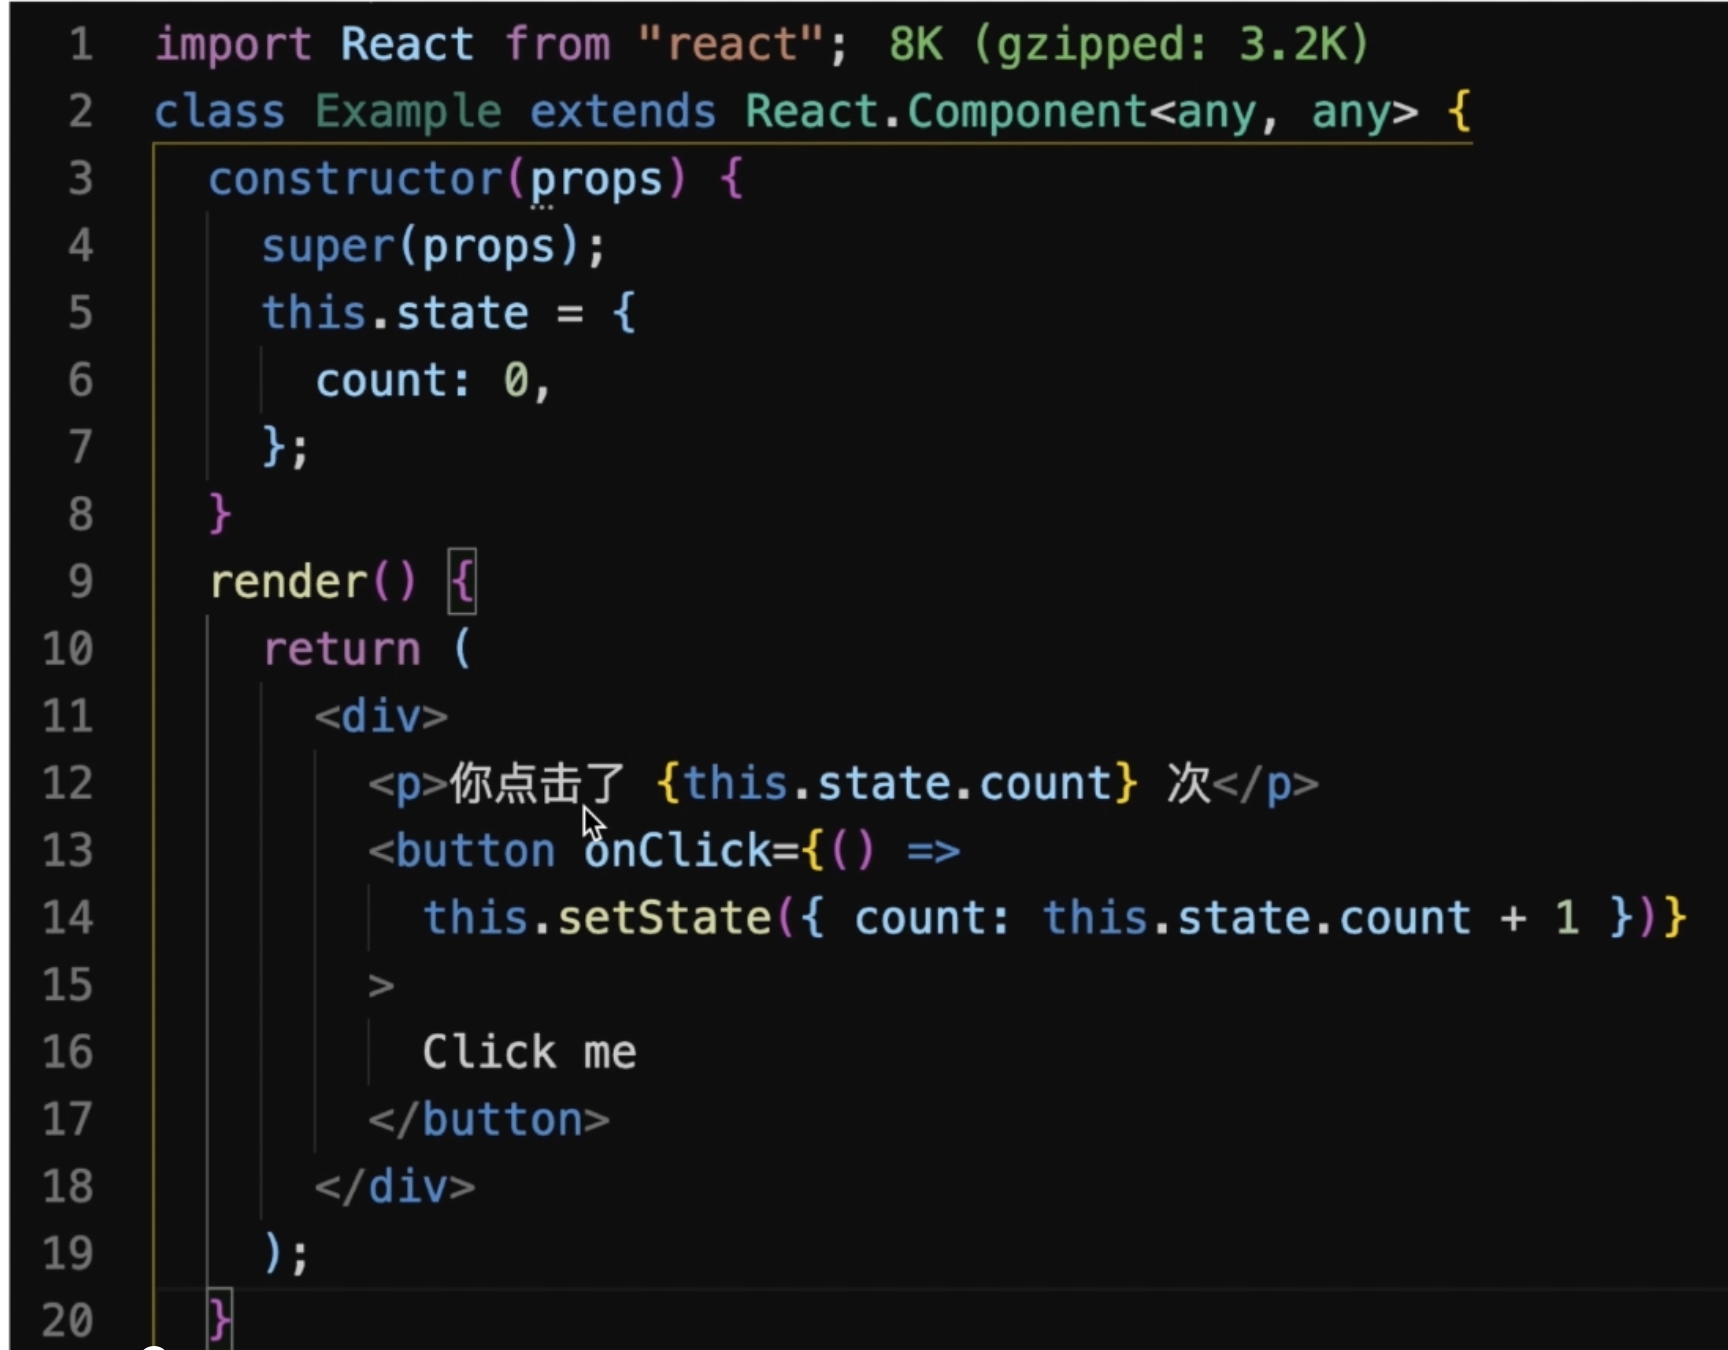 1 import React from "react"; 8K (gzipped: 3.2K)
2 class Example extends React.Component<any, any> {
3   constructor(props) {
4     super(props);
5     this.state = {
6       count: 0,
7     };
8   }
9   render() {
10     return (
11       <div>
12         <p>你点击了 {this.state.count} 次</p>
13         <button onClick={() =>
14           this.setState({ count: this.state.count + 1 })}
15         >
16           Click me
17         </button>
18       </div>
19     );
20   }